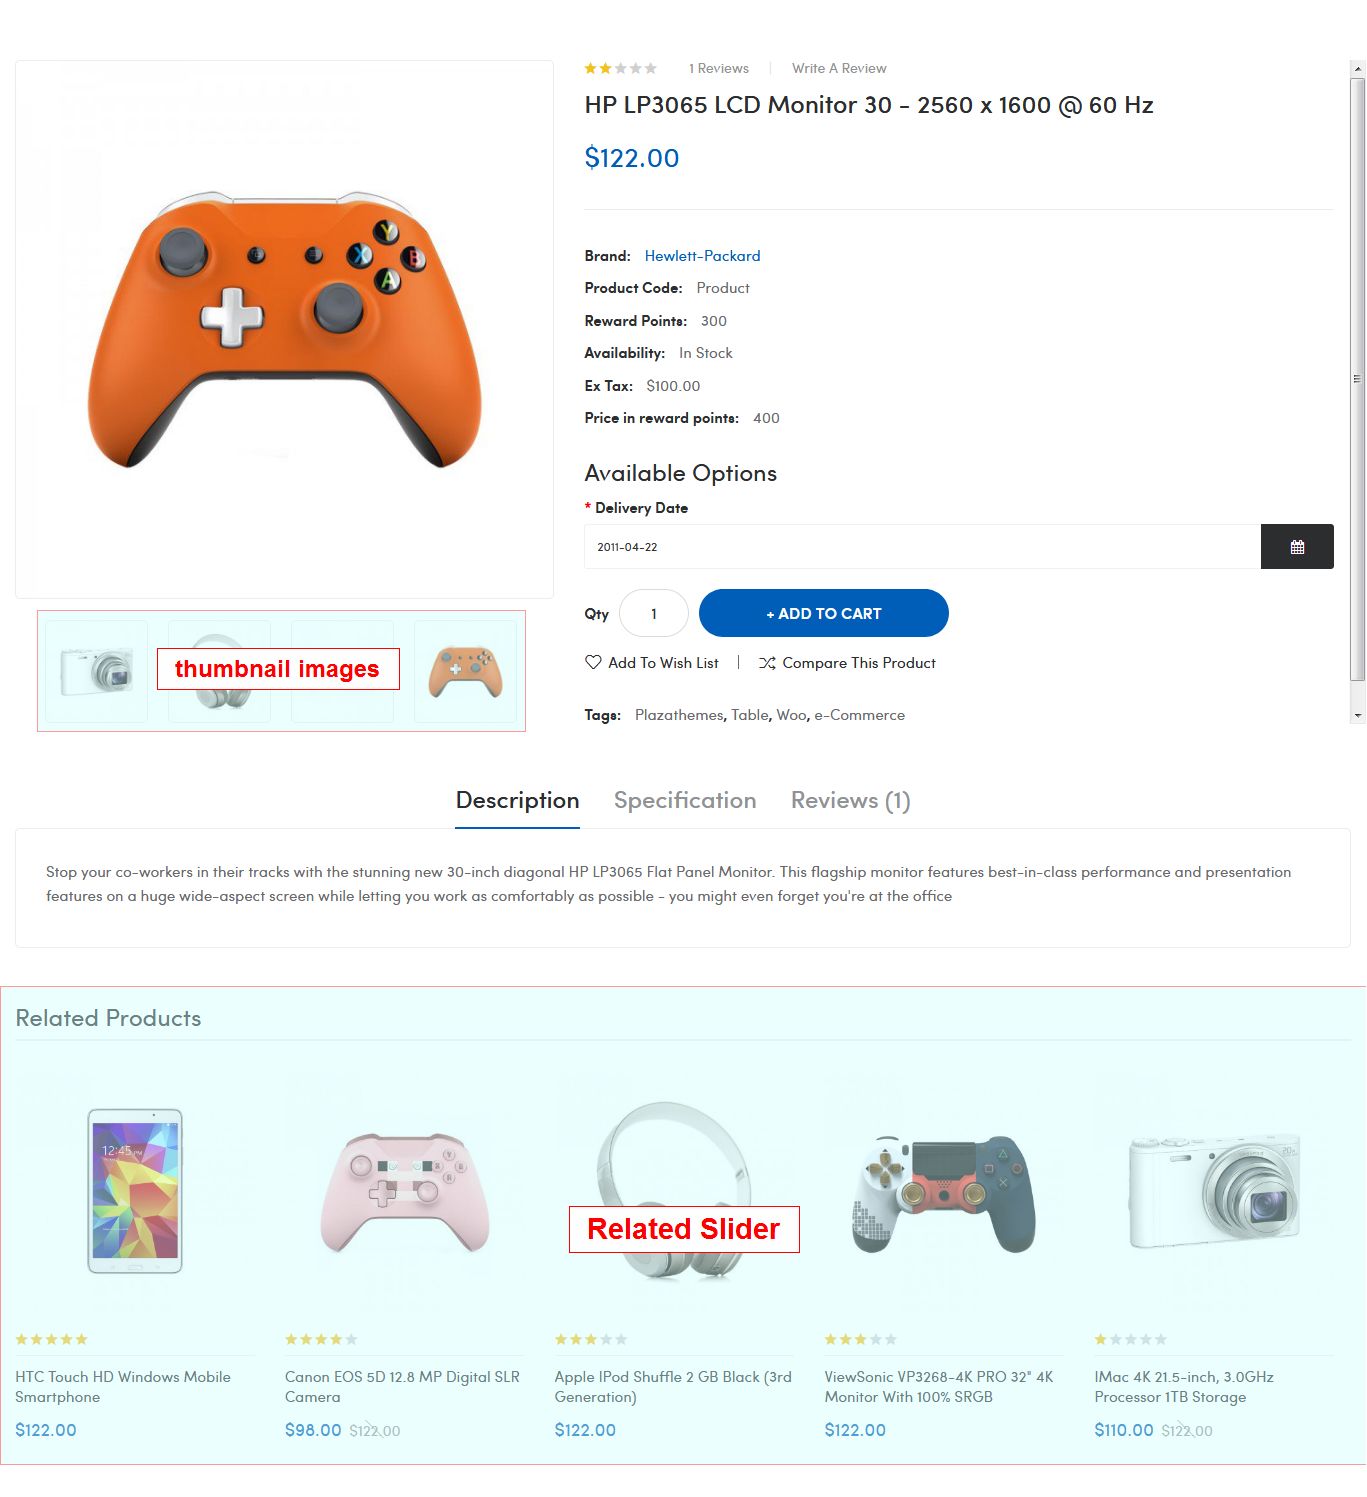 1 Reviews Write A Review
HP LP3065 LCD Monitor 30 - 2560 x 1600 @ 60 Hz
$122.00
Brand: Hewlett-Packard
Product Code: Product
Reward Points: 300
Availability: In Stock
Ex Tax: $100.00
Price in reward points: 400
Available Options
* Delivery Date
2011-04-22
Qty 1 + ADD TO CART
Add To Wish List Compare This Product
Tags: Plazathemes, Table, Woo, e-Commerce
Y
X B
A
thumbnail images
Description Specification Reviews (1)
Stop your co-workers in their tracks with the stunning new 30-inch diagonal HP LP3065 Flat Panel Monitor. This flagship monitor features best-in-class performance and presentation
features on a huge wide-aspect screen while letting you work as comfortably as possible - you might even forget you're at the office
Related Products
12:45
Related Slider
HTC Touch HD Windows Mobile
Smartphone
$122.00
Canon EOS 5D 12.8 MP Digital SLR
Camera
$98.00 $122.00
Apple IPod Shuffle 2 GB Black (3rd
Generation)
$122.00
ViewSonic VP3268-4K PRO 32" 4K
Monitor With 100% SRGB
$122.00
IMac 4K 21.5-inch, 3.0GHz
Processor 1TB Storage
$110.00 $122.00